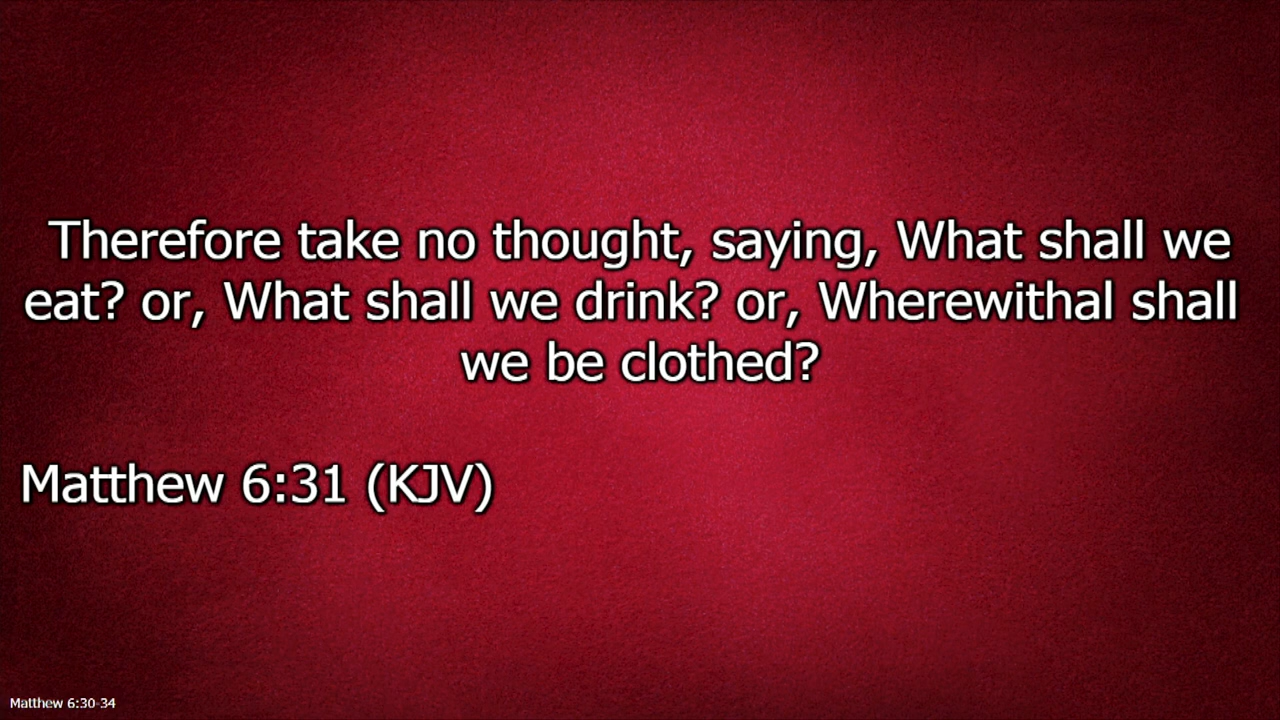 Therefore take no thought, saying, What shall we
eat? or, What shall we drink? or, Wherewithal shall
we be clothed?
Matthew 6:31 (KJV)
Matthew 6:30-34